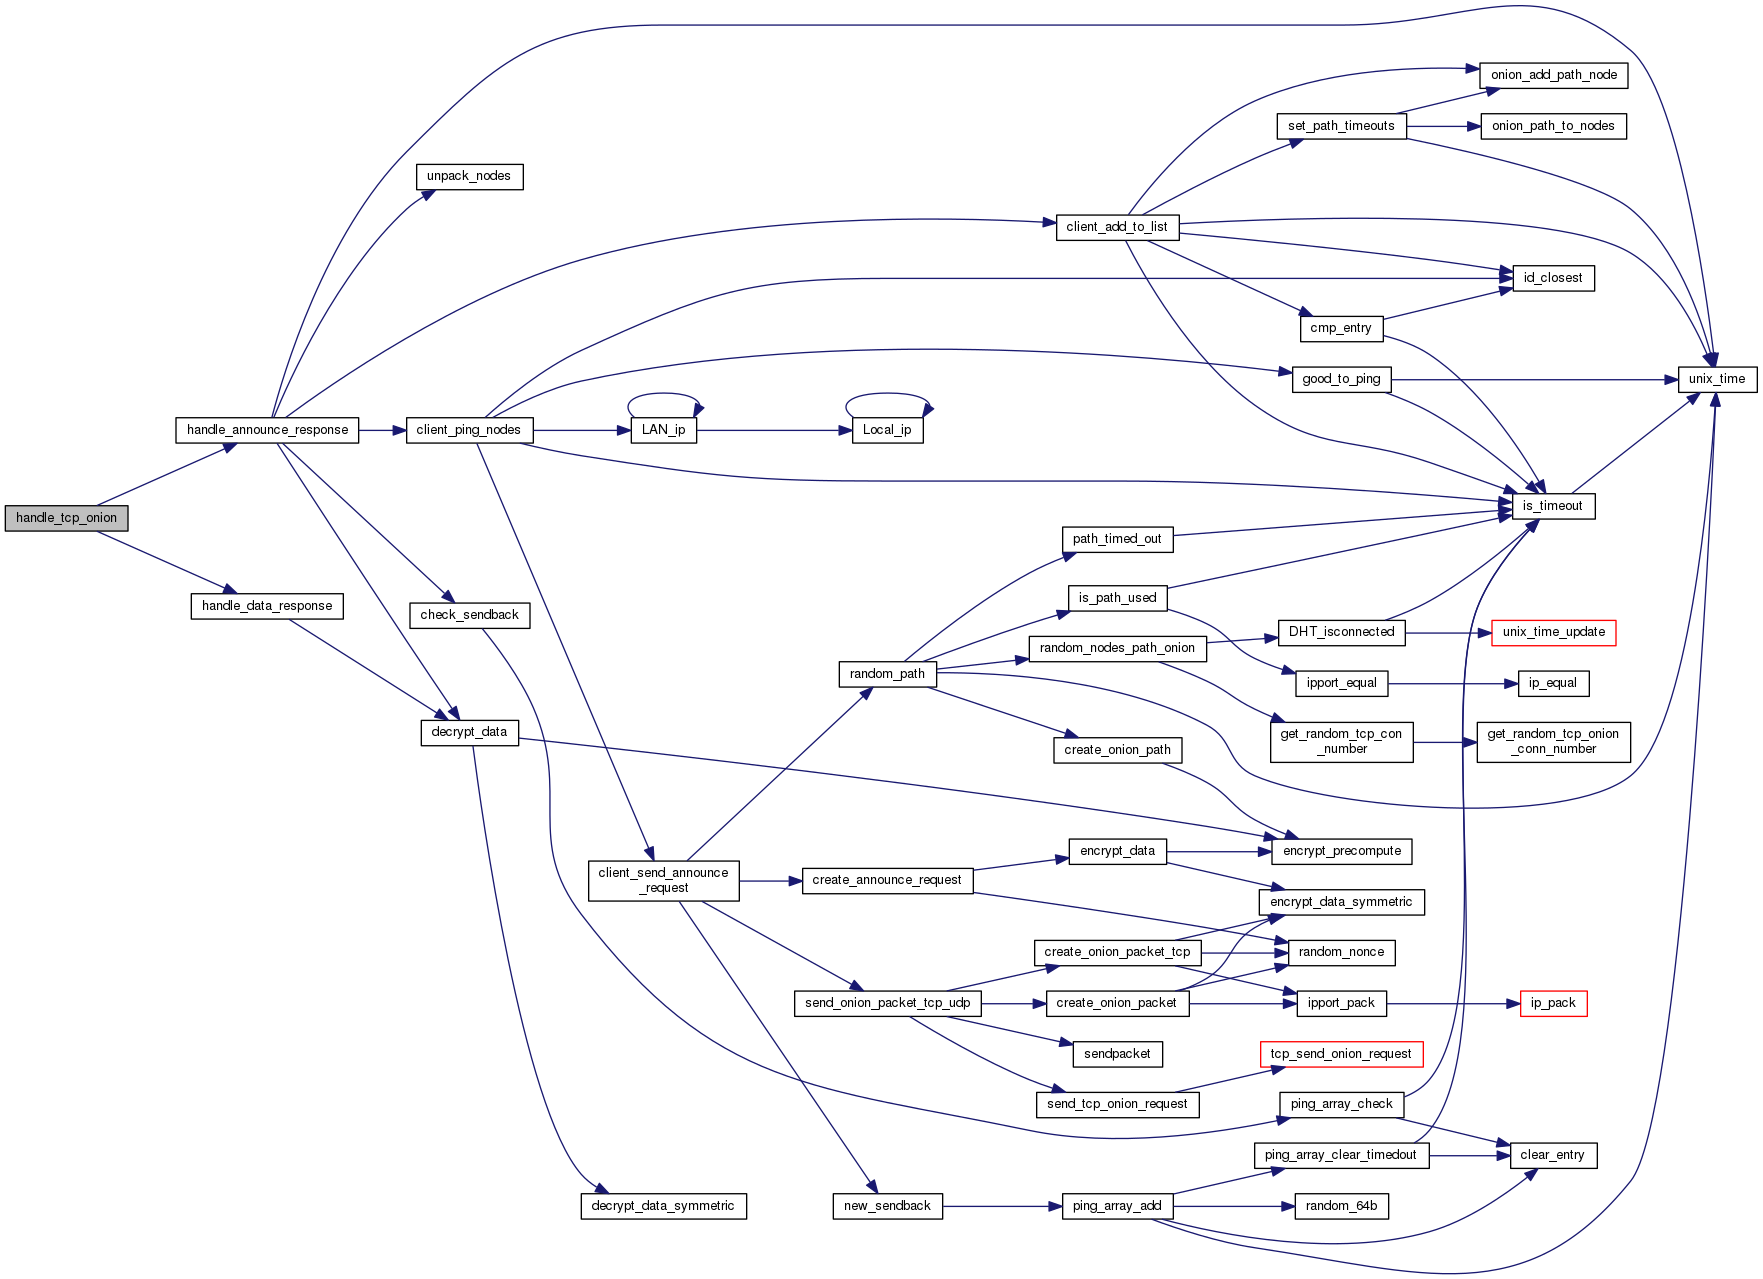 onion_add_path_node
set_path_timeouts
onion_path_to_nodes
unpack_nodes
client_add_to_list
id_closest
cmp_entry
good_to_ping
unix_time
handle_announce_response
client_ping_nodes
LAN_ip
Local_ip
is_timeout
handle_tcp_onion
path_timed_out
handle_data_response
check_sendback
is_path_used
DHT_isconnected
unix_time_update
random_nodes_path_onion
random_path
ipport_equal
ip_equal
decrypt_data
create_onion_path
get_random_tcp_con
_number
get_random_tcp_onion
_conn_number
encrypt_data
encrypt_precompute
client_send_announce
_request
create_announce_request
encrypt_data_symmetric
create_onion_packet_tcp
random_nonce
send_onion_packet_tcp_udp
create_onion_packet
ipport_pack
ip_pack
sendpacket
tcp_send_onion_request
send_tcp_onion_request
ping_array_check
ping_array_clear_timedout
clear_entry
decrypt_data_symmetric
new_sendback
ping_array_add
random_64b